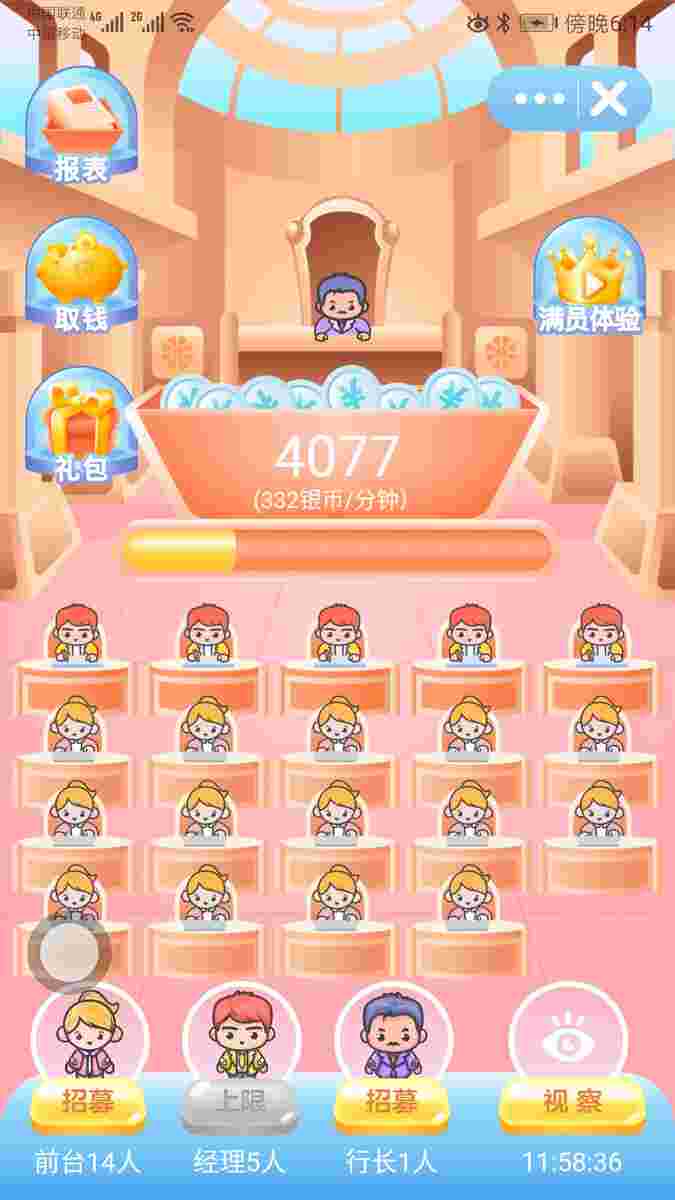 中国联通 4G 2G 傍晚6:14
中国移动
报表
取钱
满员体验
礼包
4077
(332银币/分钟)
招募 上限 招募 视察
前台14人 经理5人 行长1人 11:58:36